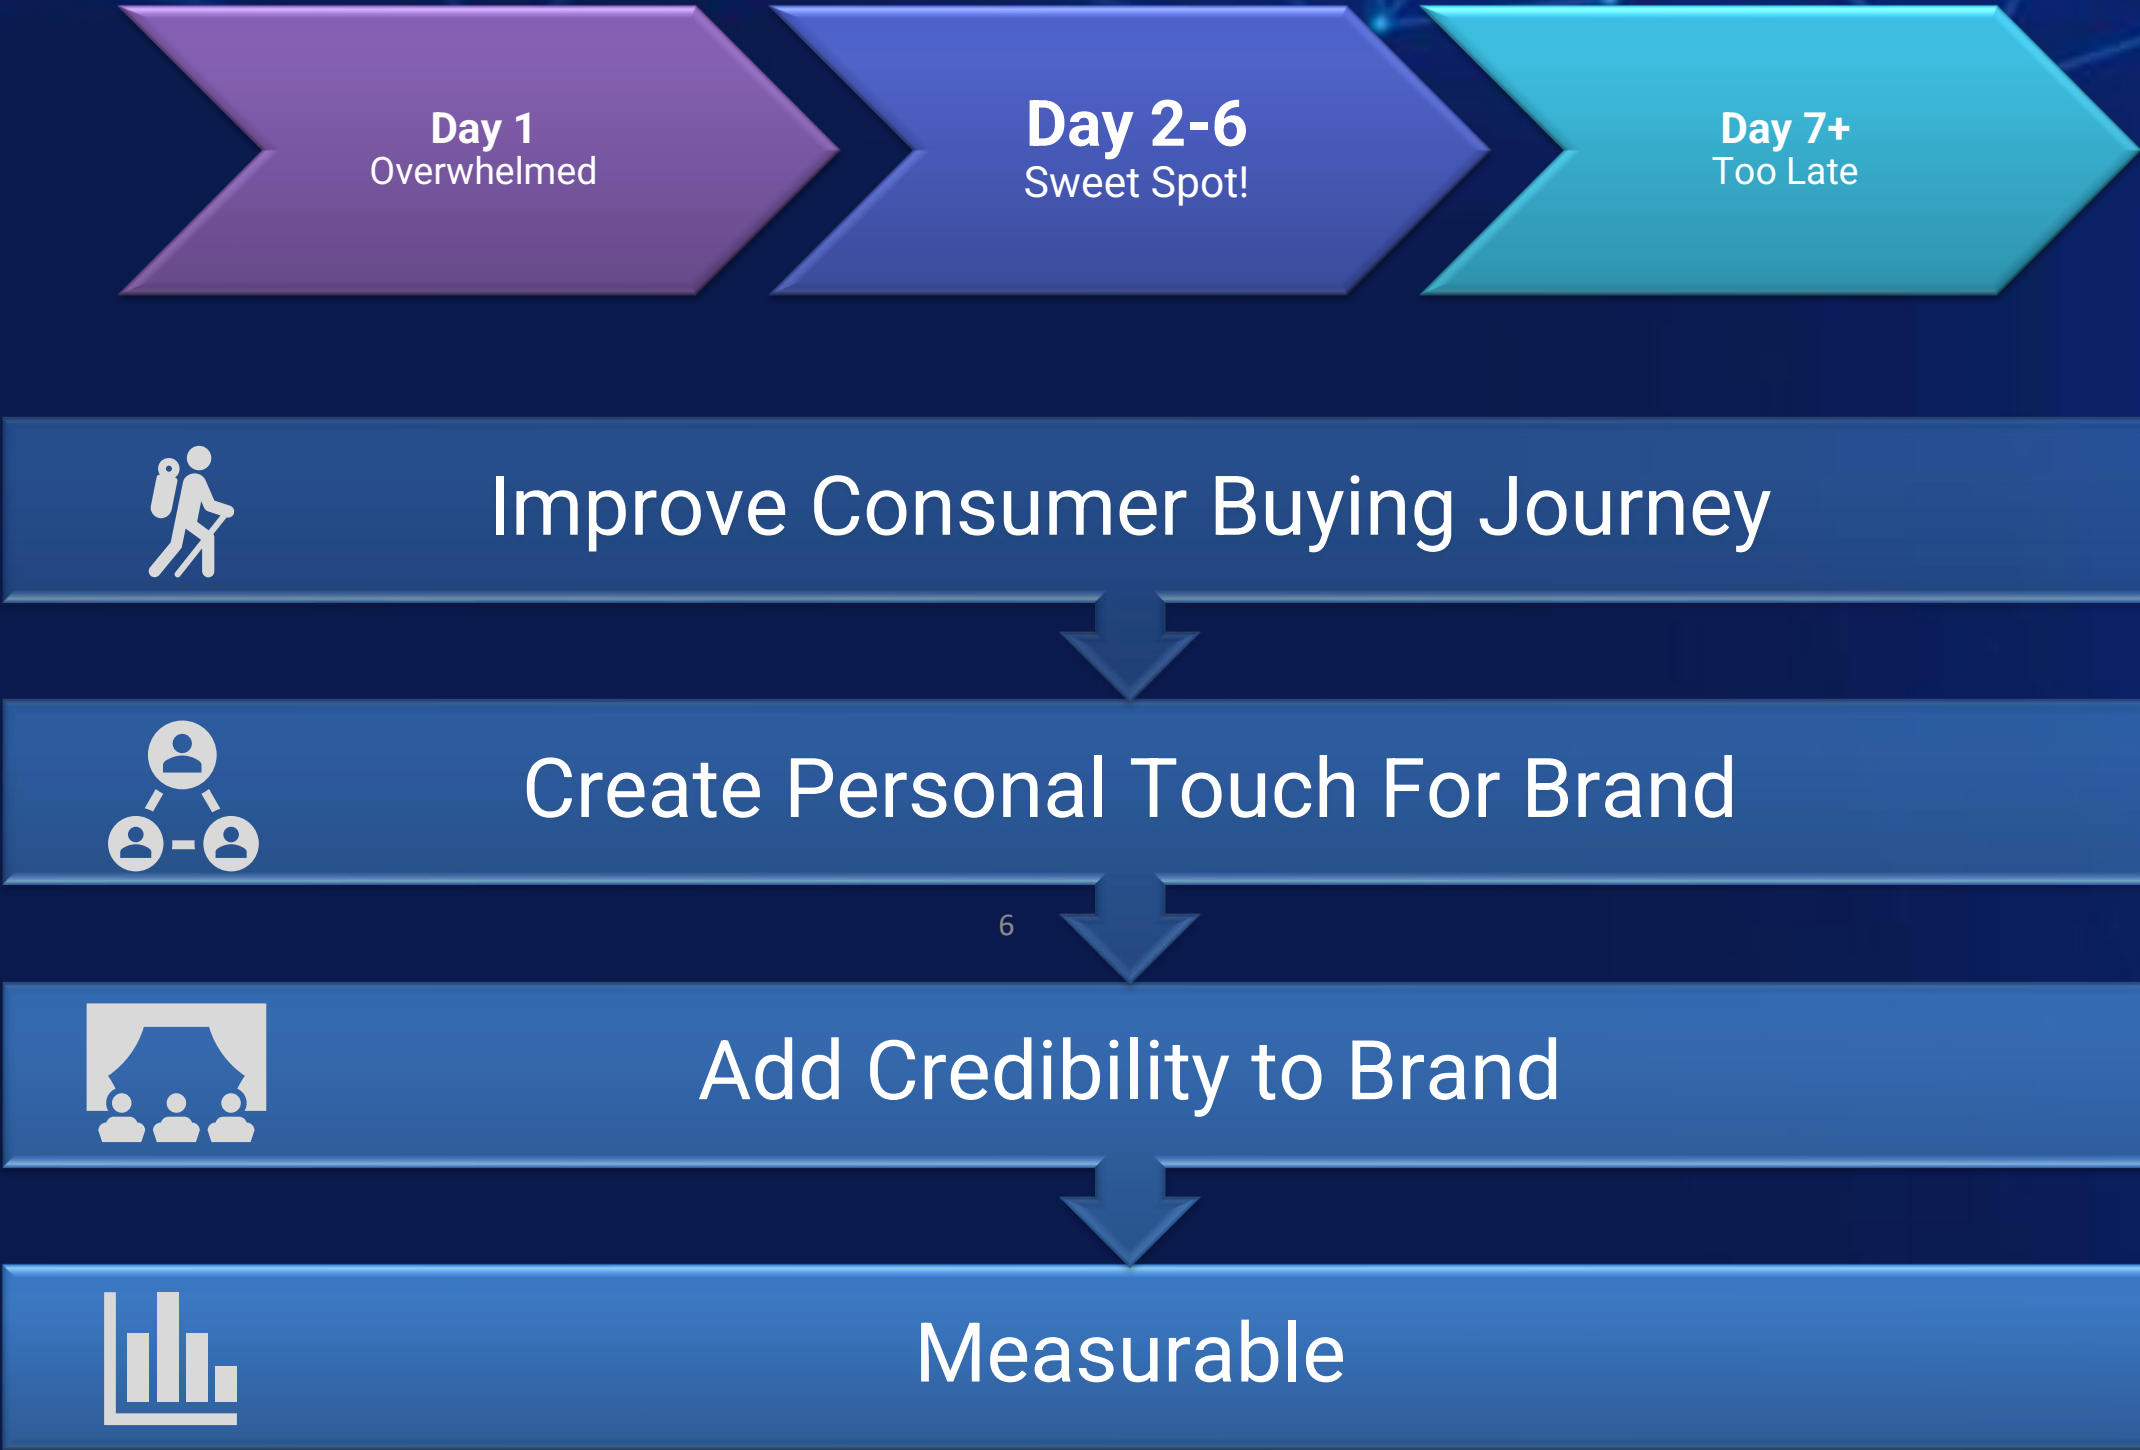 Day 1
Overwhelmed
Day 2-6
Sweet Spot!
Day 7+
Too Late
Improve Consumer Buying Journey
Create Personal Touch For Brand
6
Add Credibility to Brand
Measurable